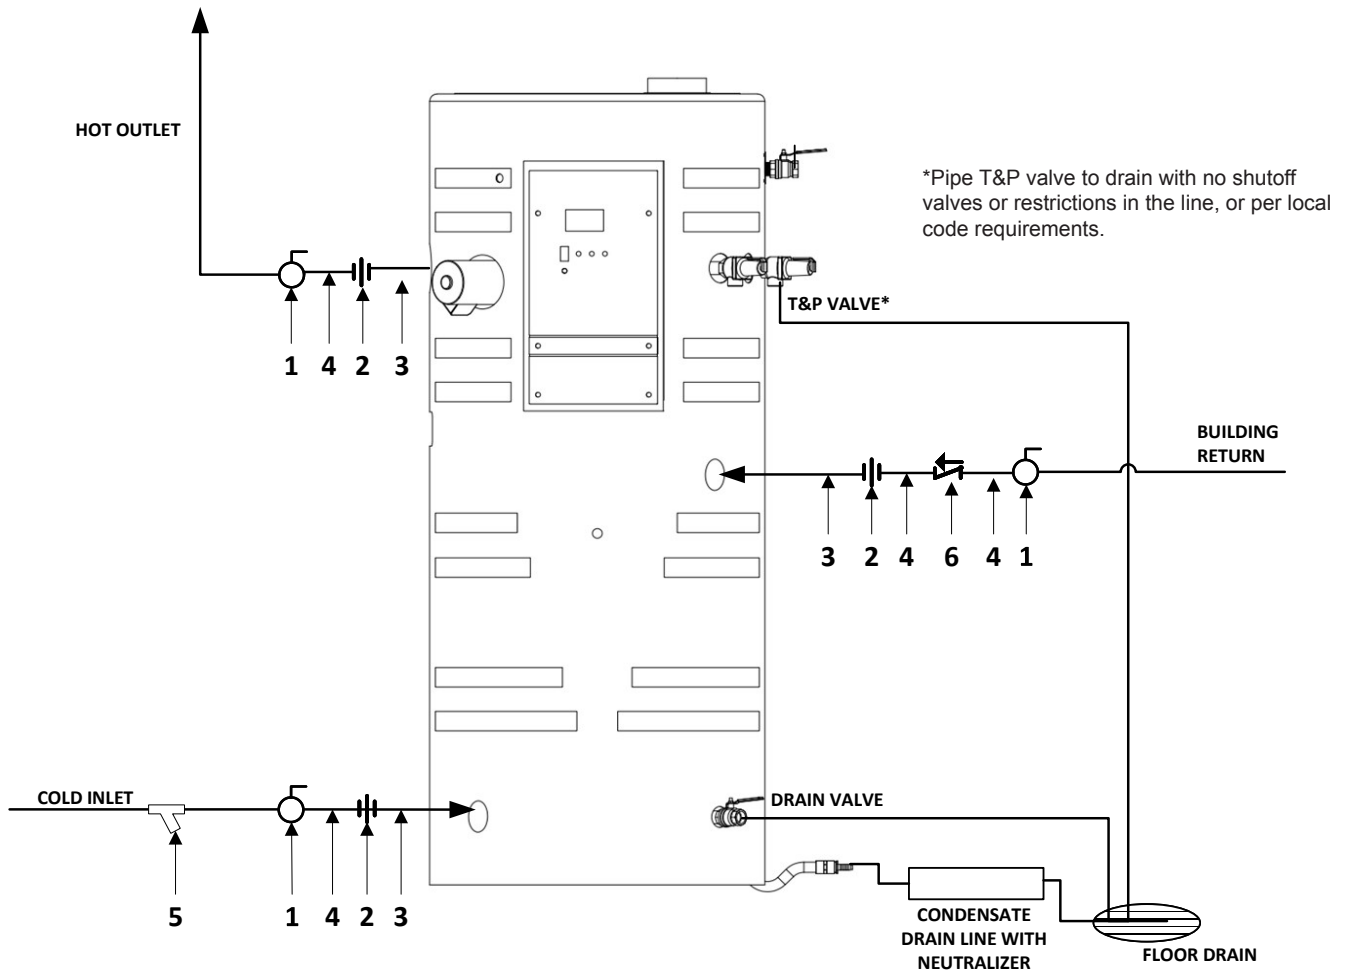 HOT OUTLET
*Pipe T&P valve to drain with no shutoff
valves or restrictions in the line, or per local
code requirements.
T&P VALVE*
1 4 2 3
BUILDING
RETURN
3 2 4 6 4 1
COLD INLET
DRAIN VALVE
5 1 4 2 3
CONDENSATE
DRAIN LINE WITH
NEUTRALIZER
FLOOR DRAIN